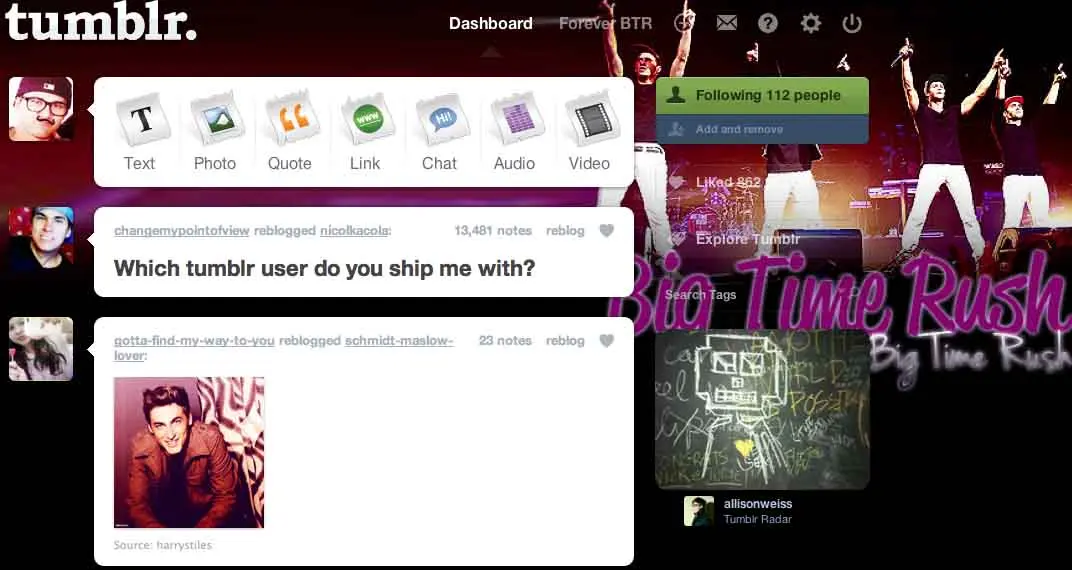 tumblr.
Dashboard Forever BTR
Following 112 people
Add and remove
T
www
Hi!
Text Photo Quote Link Chat Audio Video
Liked 862
changemypointofview reblogged nicolkacola: 13,481 notes reblog
Which tumblr user do you ship me with?
Explore Tumblr
Search Tags
Big Time Rush
Big Time Rush
gotta-find-my-way-to-you reblogged schmidt-maslow- 23 notes reblog
lover:
Source: harrystiles
allisonweiss
Tumblr Radar